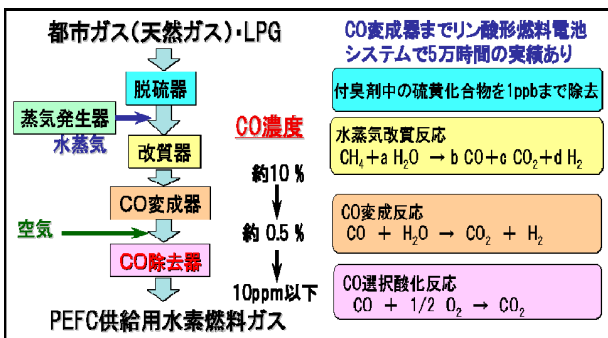 都市ガス(天然ガス)・LPG
脱硫器
蒸気発生器
水蒸気
改質器
CO変成器
空気
CO除去器
PEFC供給用水素燃料ガス
CO濃度
約10 %
約 0.5 %
10ppm以下
CO変成器までリン酸形燃料電池
システムで5万時間の実績あり
付臭剤中の硫黄化合物を1ppbまで除去
水蒸気改質反応
CH₄+a H₂O → b CO+c CO₂+d H₂
CO変成反応
CO + H₂O → CO₂ + H₂
CO選択酸化反応
CO + 1/2 O₂ → CO₂